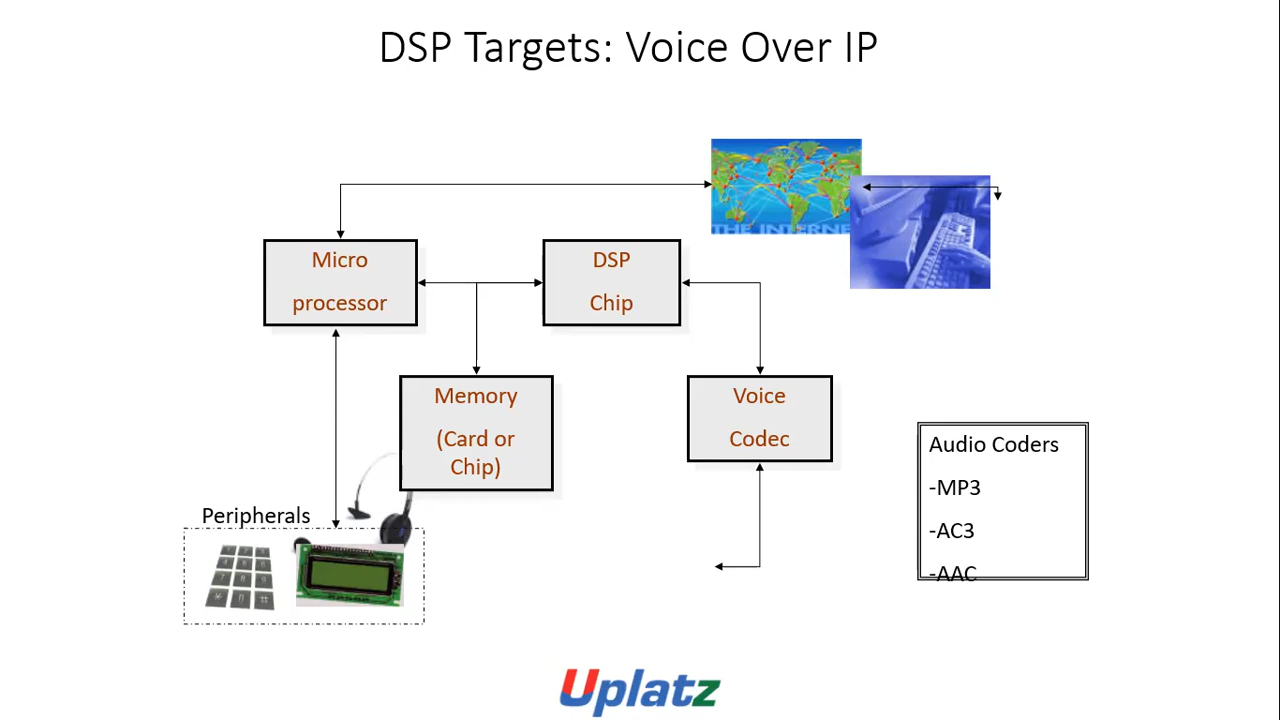 DSP Targets: Voice Over IP
THE INTERNE
Micro
processor
DSP
Chip
Memory
(Card or
Chip)
Voice
Codec
Audio Coders
-MP3
-AC3
-AAC
Peripherals
Uplatz